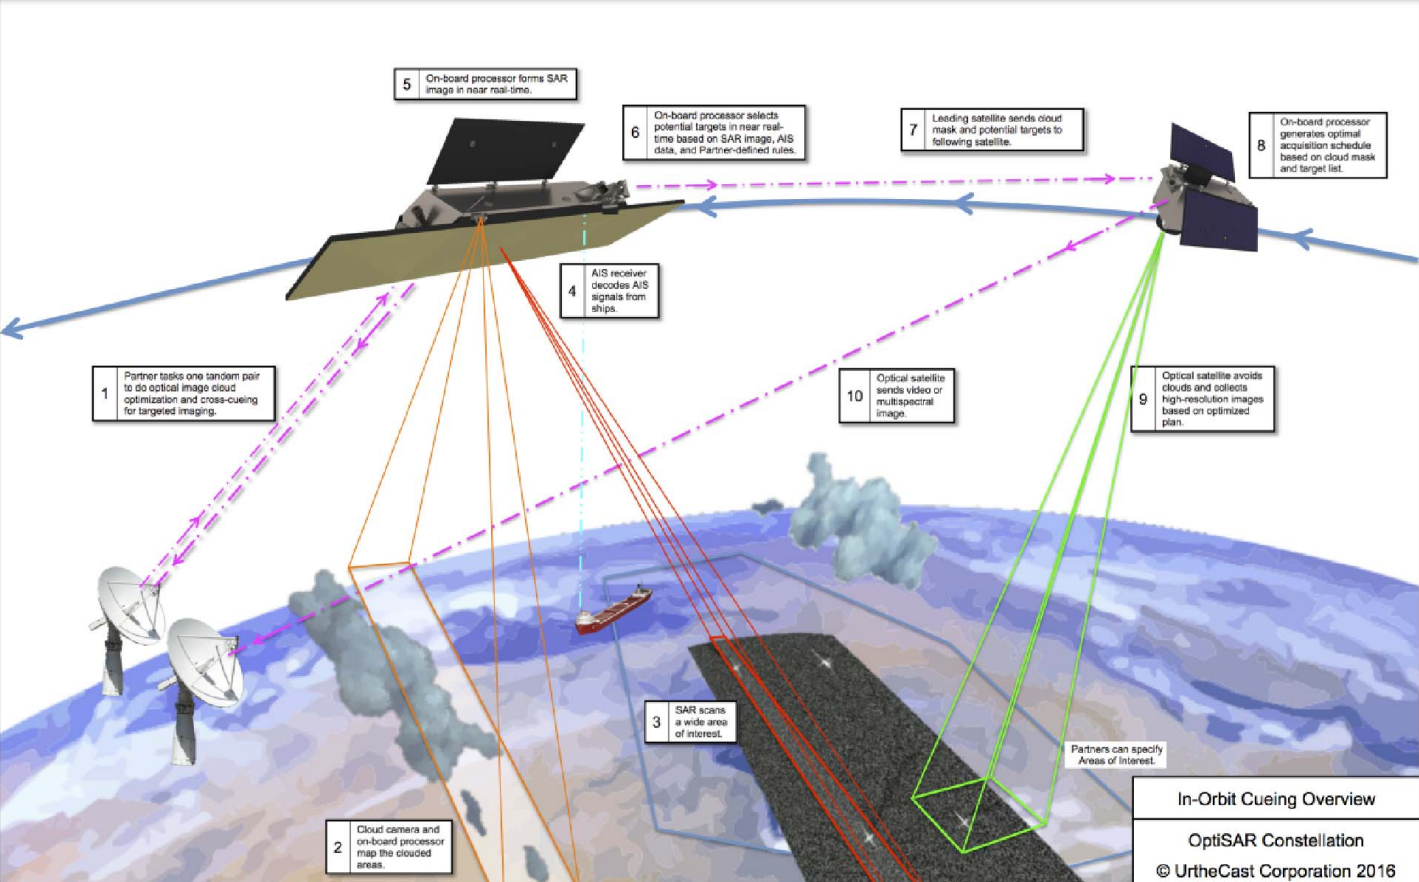 5
On-board processor forms SAR
image in near real-time.
6
On-board processor selects
potential targets in near real-
time based on SAR image, AIS
data, and Partner-defined rules.
7
Leading satellite sends cloud
mask and potential targets to
following satellite.
8
On-board processor
generates optimal
acquisition schedule
based on cloud mask
and target list.
4
AIS receiver
decodes AIS
signals from
ships.
1
Partner tasks one tandem pair
to do optical image cloud
optimization and cross-cueing
for targeted imaging.
10
Optical satellite
sends video or
multispectral
image.
9
Optical satellite avoids
clouds and collects
high-resolution images
based on optimized
plan.
3
SAR scans
a wide area
of interest.
Partners can specify
Areas of Interest.
2
Cloud camera and
on-board processor
map the clouded
areas.
In-Orbit Cueing Overview
OptiSAR Constellation
© UrtheCast Corporation 2016